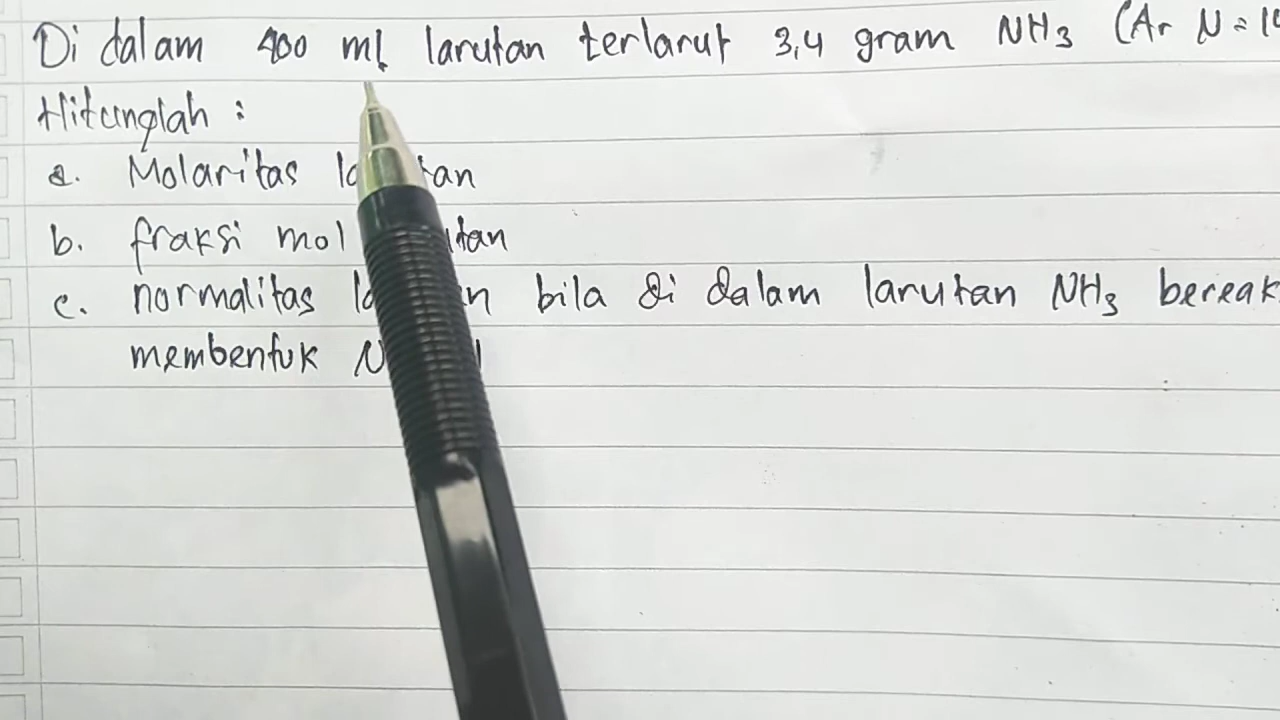 Di dalam 400 ml larutan terlarut 3,4 gram NH3 (Ar N = 
Hitunglah :
a. Molaritas
b. fraksi mol
c. normalitas bila di dalam larutan NH3
membentuk